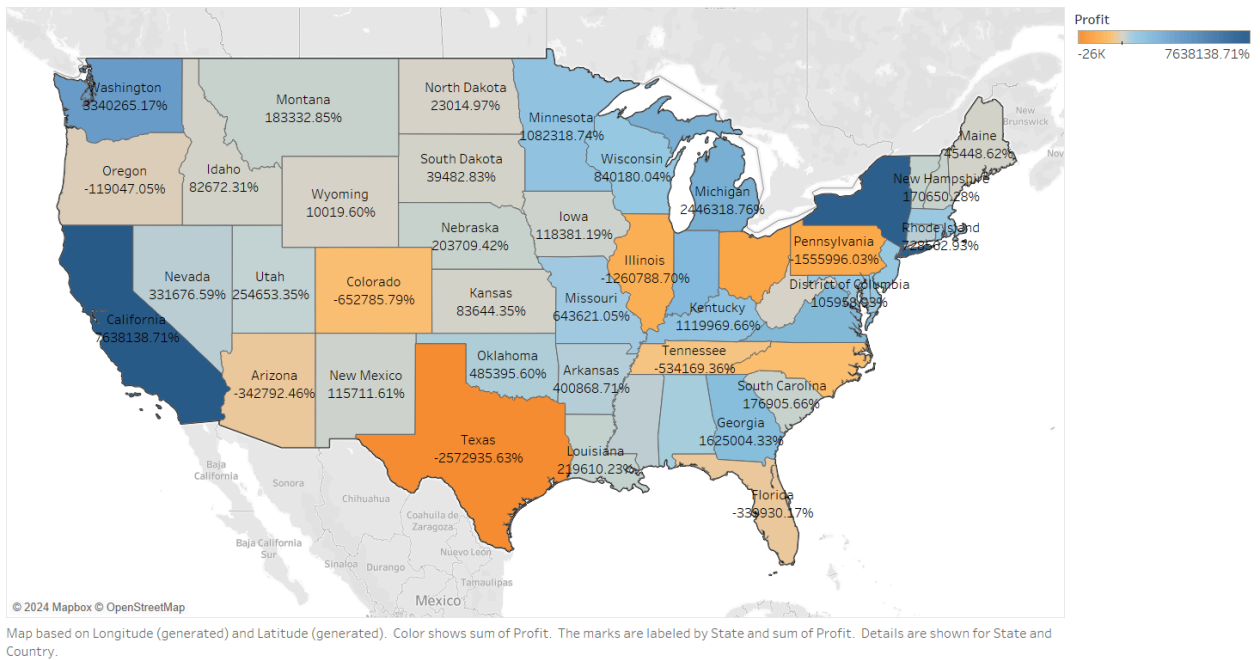 Profit
-26K 7638138.71%
Ontario
Washington
3340265.17%
Montana
183332.85%
North Dakota
23014.97%
Minnesota
1082318.74%
Oregon
-119047.05%
Idaho
82672.31%
Wyoming
10019.60%
South Dakota
39482.83%
Wisconsin
840180.04%
Michigan
2446318.76%
Maine
45448.62%
New
Brunswick
Nov
New Hampshire
170650.28%
Rhode Island
728562.93%
Nebraska
203709.42%
Iowa
118381.19%
Nevada
331676.59%
Utah
254653.35%
Colorado
-652785.79%
Kansas
83644.35%
Missouri
643621.05%
Illinois
-1260788.70%
Pennsylvania
-1555996.03%
District of Columbia
105958.93%
Kentucky
1119969.66%
California
7638138.71%
Arizona
-342792.46%
New Mexico
115711.61%
Oklahoma
485395.60%
Arkansas
400868.71%
Tennessee
-534169.36%
South Carolina
176905.66%
Georgia
1625004.33%
Texas
-2572935.63%
Louisiana
219610.23%
Florida
-339930.17%
Baja
California
Sonora
Chihuahua
Coahuila de
Zaragoza
Baja California
Sur
Sinaloa
Durango
Nuevo León
Tamaulipas
Mexico
© 2024 Mapbox © OpenStreetMap
Map based on Longitude (generated) and Latitude (generated). Color shows sum of Profit. The marks are labeled by State and sum of Profit. Details are shown for State and
Country.